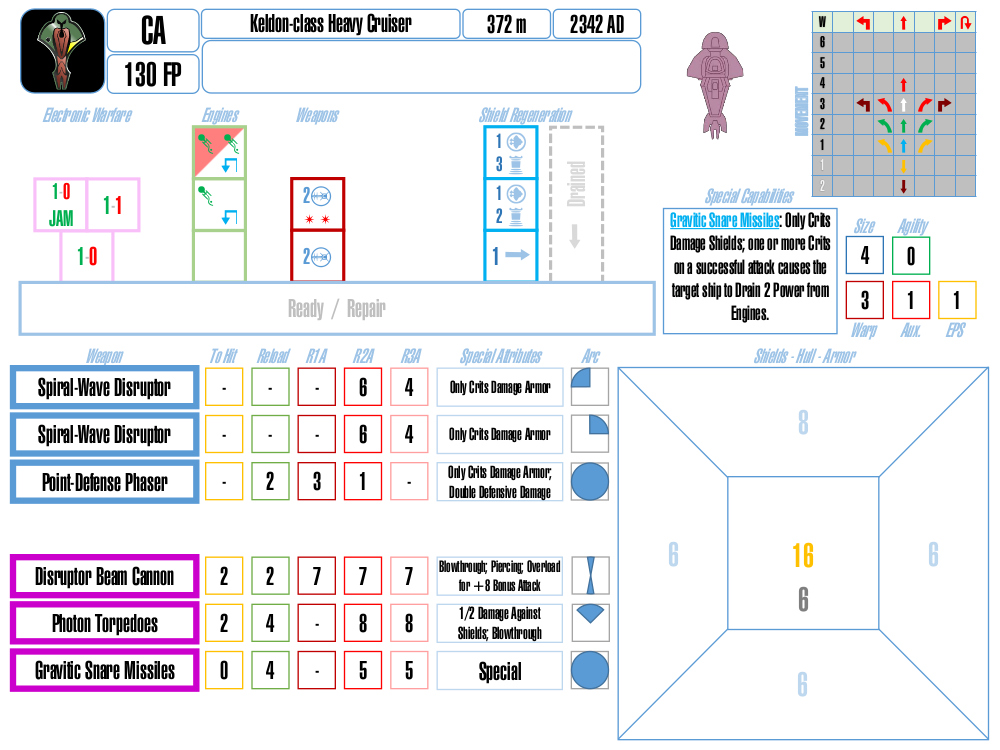 CA
Keldon-class Heavy Cruiser
372 m
2342 AD
130 FP
W
6
5
4
3
2
1
1
2
MOVEMENT
Electronic Warfare
Engines
Weapons
Shield Regeneration
1-0
JAM
1-1
1-0
2
2
1
3
1
2
1
Drained
Ready / Repair
Special Capabilities
Gravitic Snare Missiles: Only Crits
Damage Shields; one or more Crits
on a successful attack causes the
target ship to Drain 2 Power from
Engines.
Size
Agility
4
0
3
1
1
Warp
Aux.
EPS
Weapon
To Hit
Reload
R1A
R2A
R3A
Special Attributes
Arc
Spiral-Wave Disruptor
-
-
-
6
4
Only Crits Damage Armor
Spiral-Wave Disruptor
-
-
-
6
4
Only Crits Damage Armor
Point-Defense Phaser
-
2
3
1
-
Only Crits Damage Armor;
Double Defensive Damage
Disruptor Beam Cannon
2
2
7
7
7
Blowthrough; Piercing; Overload
for +8 Bonus Attack
Photon Torpedoes
2
4
-
8
8
1/2 Damage Against
Shields; Blowthrough
Gravitic Snare Missiles
0
4
-
5
5
Special
Shields - Hull - Armor
8
6
16
6
6
6